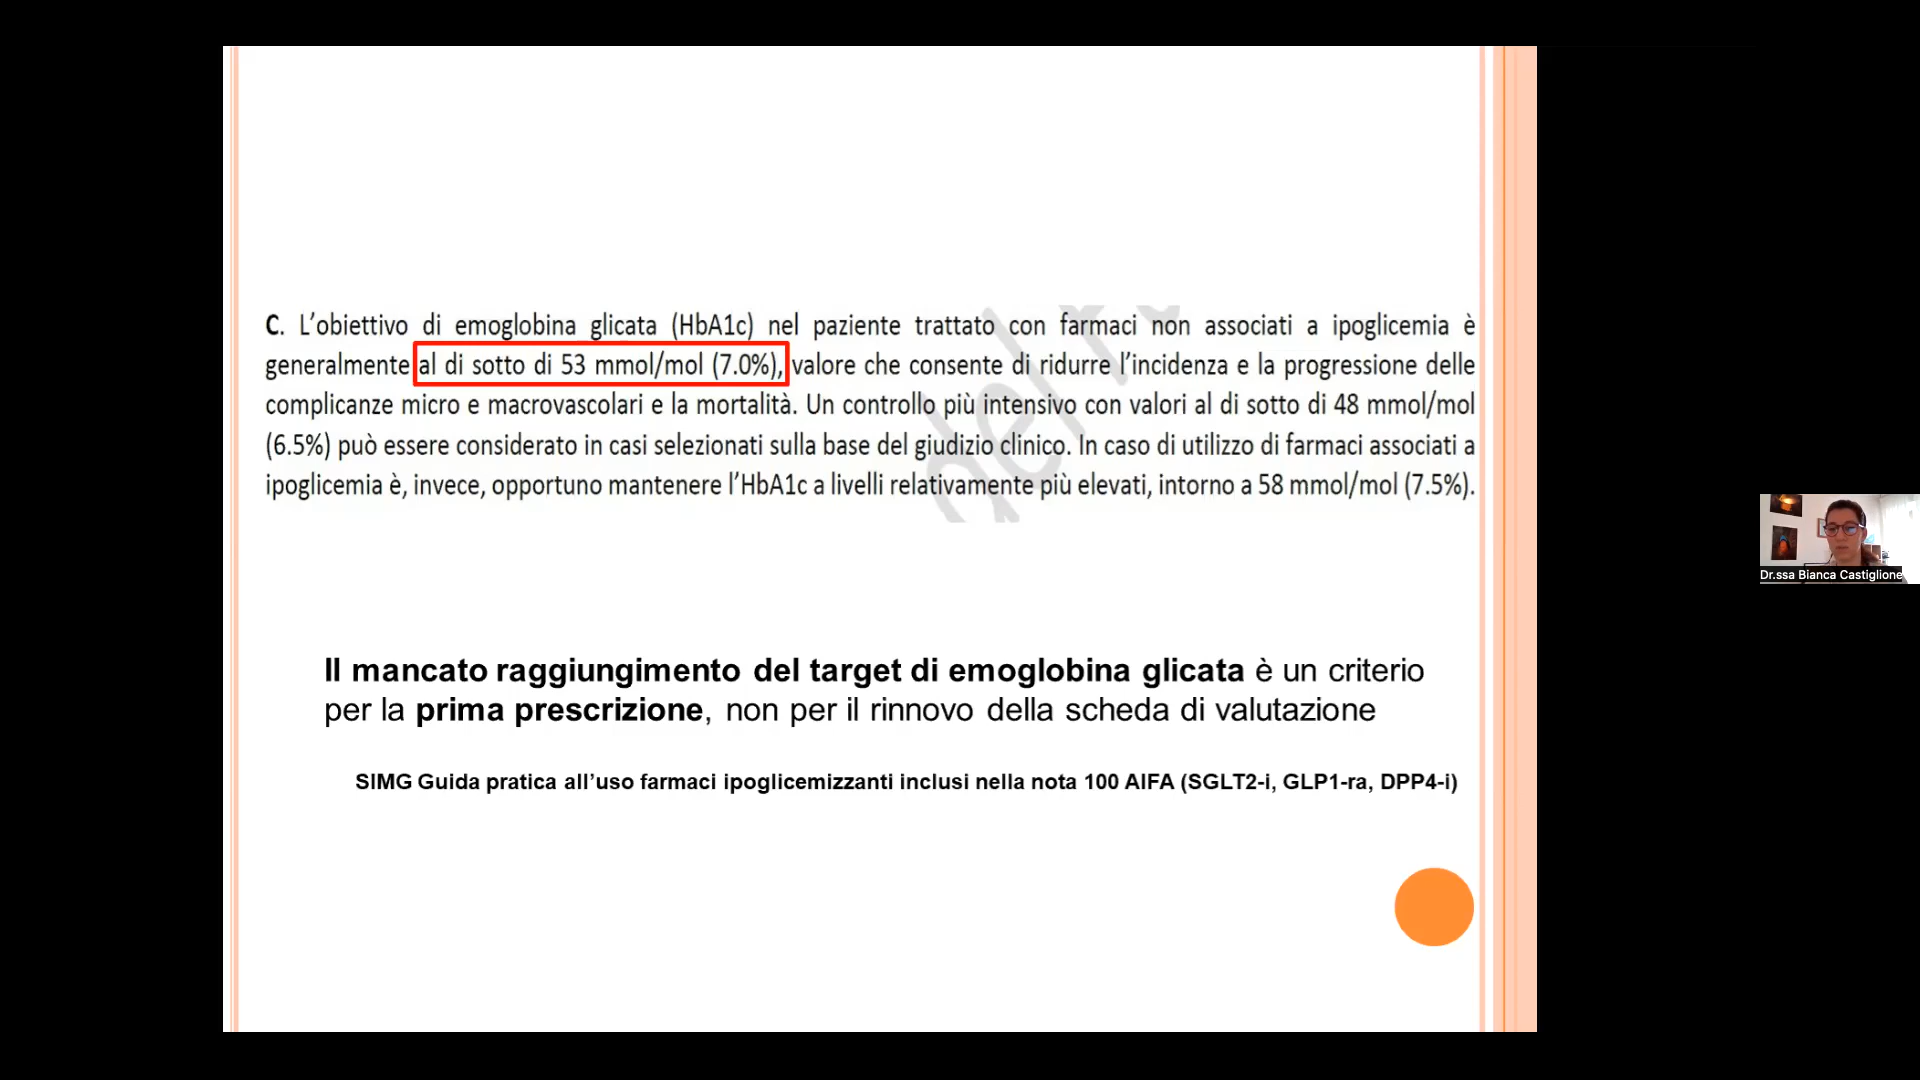 C. L’obiettivo di emoglobina glicata (HbA1c) nel paziente trattato con farmaci non associati a ipoglicemia è
generalmente al di sotto di 53 mmol/mol (7.0%), valore che consente di ridurre l’incidenza e la progressione delle
complicanze micro e macrovascolari e la mortalità. Un controllo più intensivo con valori al di sotto di 48 mmol/mol
(6.5%) può essere considerato in casi selezionati sulla base del giudizio clinico. In caso di utilizzo di farmaci associati a
ipoglicemia è, invece, opportuno mantenere l’HbA1c a livelli relativamente più elevati, intorno a 58 mmol/mol (7.5%).
Il mancato raggiungimento del target di emoglobina glicata è un criterio
per la prima prescrizione, non per il rinnovo della scheda di valutazione
SIMG Guida pratica all’uso farmaci ipoglicemizzanti inclusi nella nota 100 AIFA (SGLT2-i, GLP1-ra, DPP4-i)
Dr.ssa Bianca Castiglione